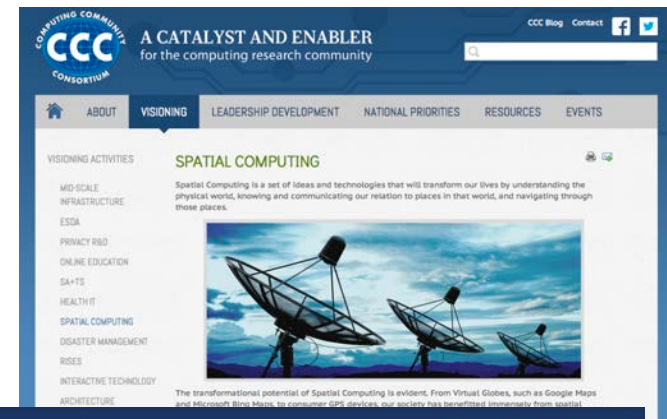 COMPUTING COMMUNITY
CCC
CONSORTIUM
A CATALYST AND ENABLER
for the computing research community
CCC Blog Contact
ABOUT VISIONING LEADERSHIP DEVELOPMENT NATIONAL PRIORITIES RESOURCES EVENTS
VISIONING ACTIVITIES
MID-SCALE
INFRASTRUCTURE
ESDA
PRIVACY R&D
ONLINE EDUCATION
SA+TS
HEALTH IT
SPATIAL COMPUTING
DISASTER MANAGEMENT
RISES
INTERACTIVE TECHNOLOGY
ARCHITECTURE
SPATIAL COMPUTING
Spatial Computing is a set of ideas and technologies that will transform our lives by understanding the
physical world, knowing and communicating our relation to places in that world, and navigating through
those places.
The transformational potential of Spatial Computing is evident. From Virtual Globes, such as Google Maps
and Microsoft Bing Maps, to consumer GPS devices, our society has benefitted immensely from spatial